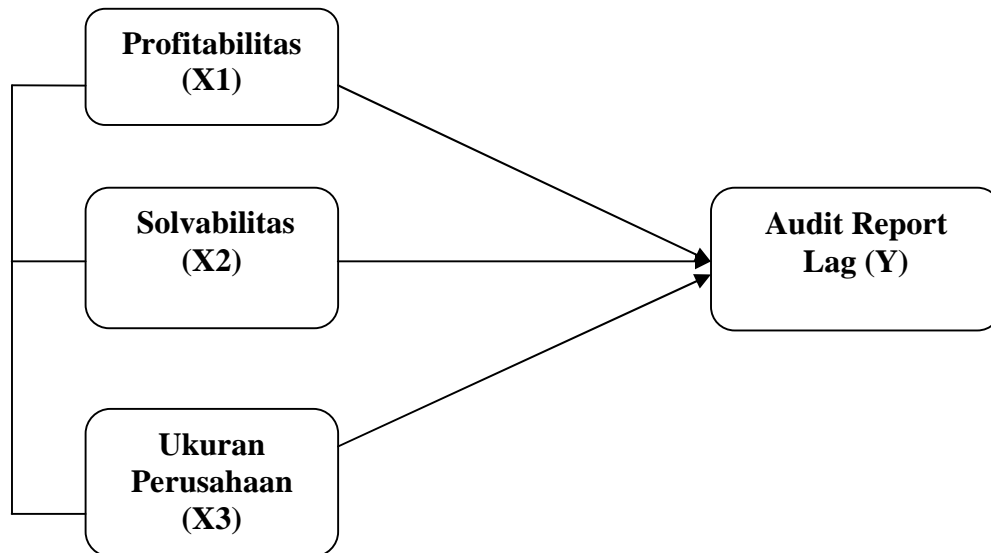 Profitabilitas
(X1)
Solvabilitas
(X2)
Audit Report
Lag (Y)
Ukuran
Perusahaan
(X3)